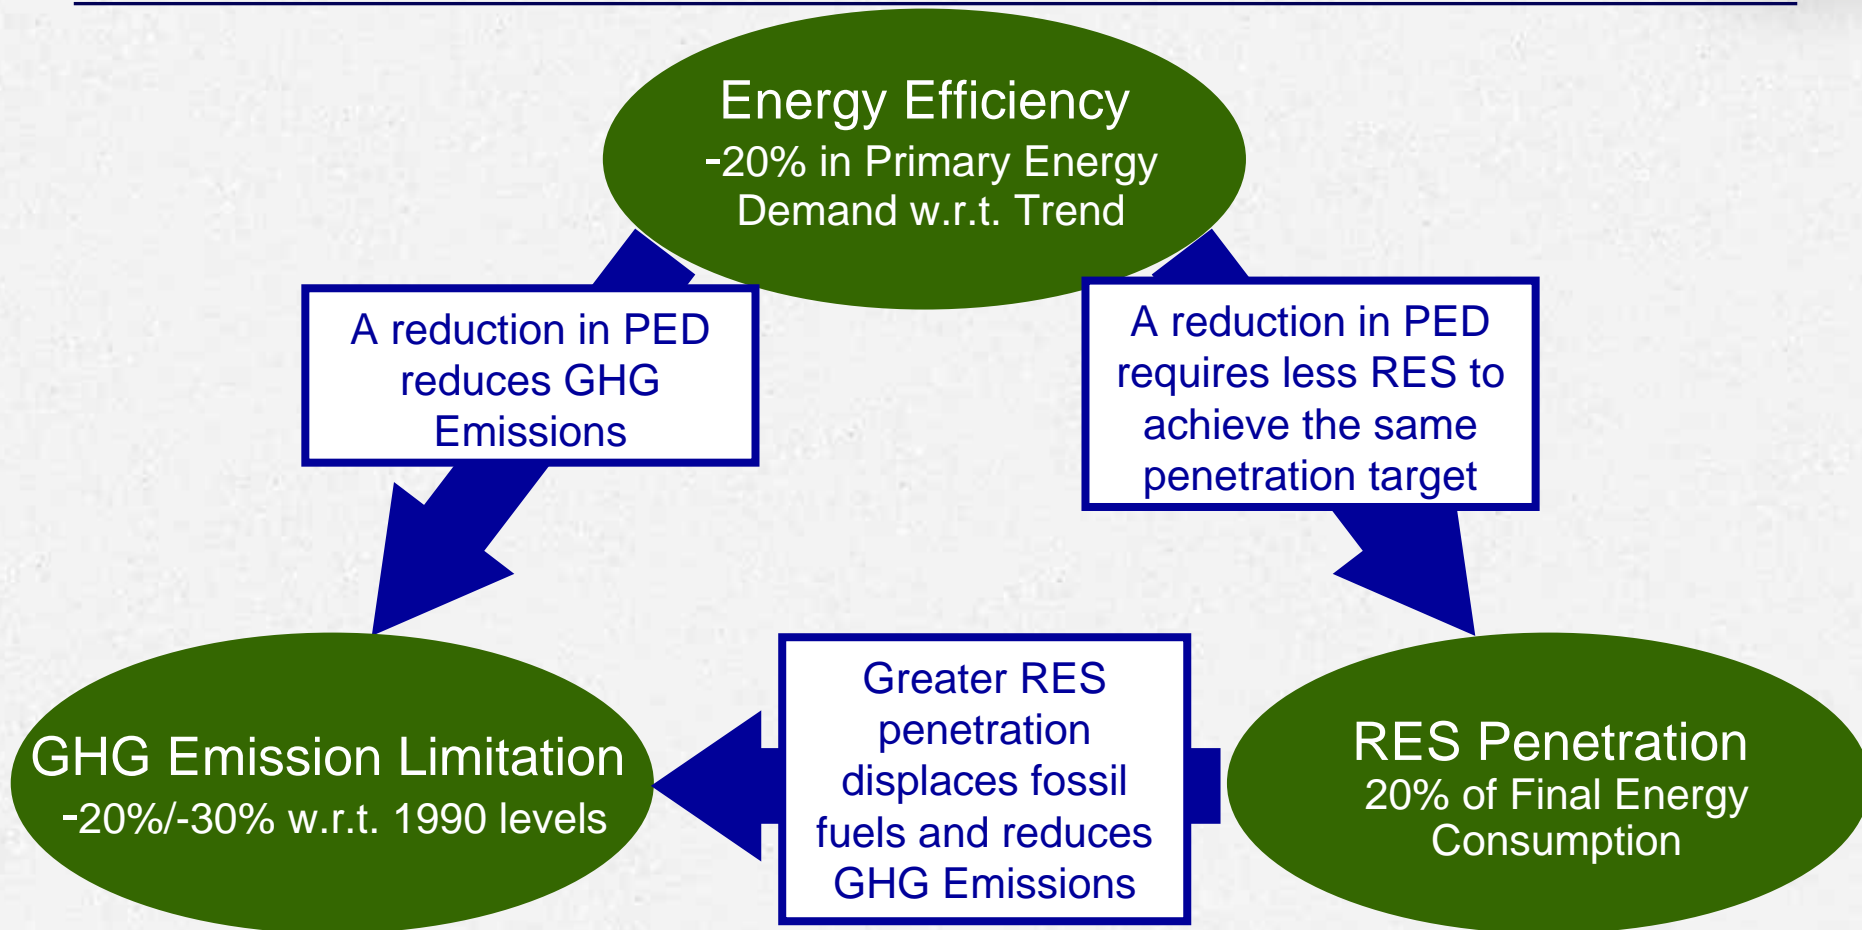 Energy Efficiency
-20% in Primary Energy
Demand w.r.t. Trend
A reduction in PED
reduces GHG
Emissions
A reduction in PED
requires less RES to
achieve the same
penetration target
GHG Emission Limitation
-20%/-30% w.r.t. 1990 levels
Greater RES
penetration
displaces fossil
fuels and reduces
GHG Emissions
RES Penetration
20% of Final Energy
Consumption